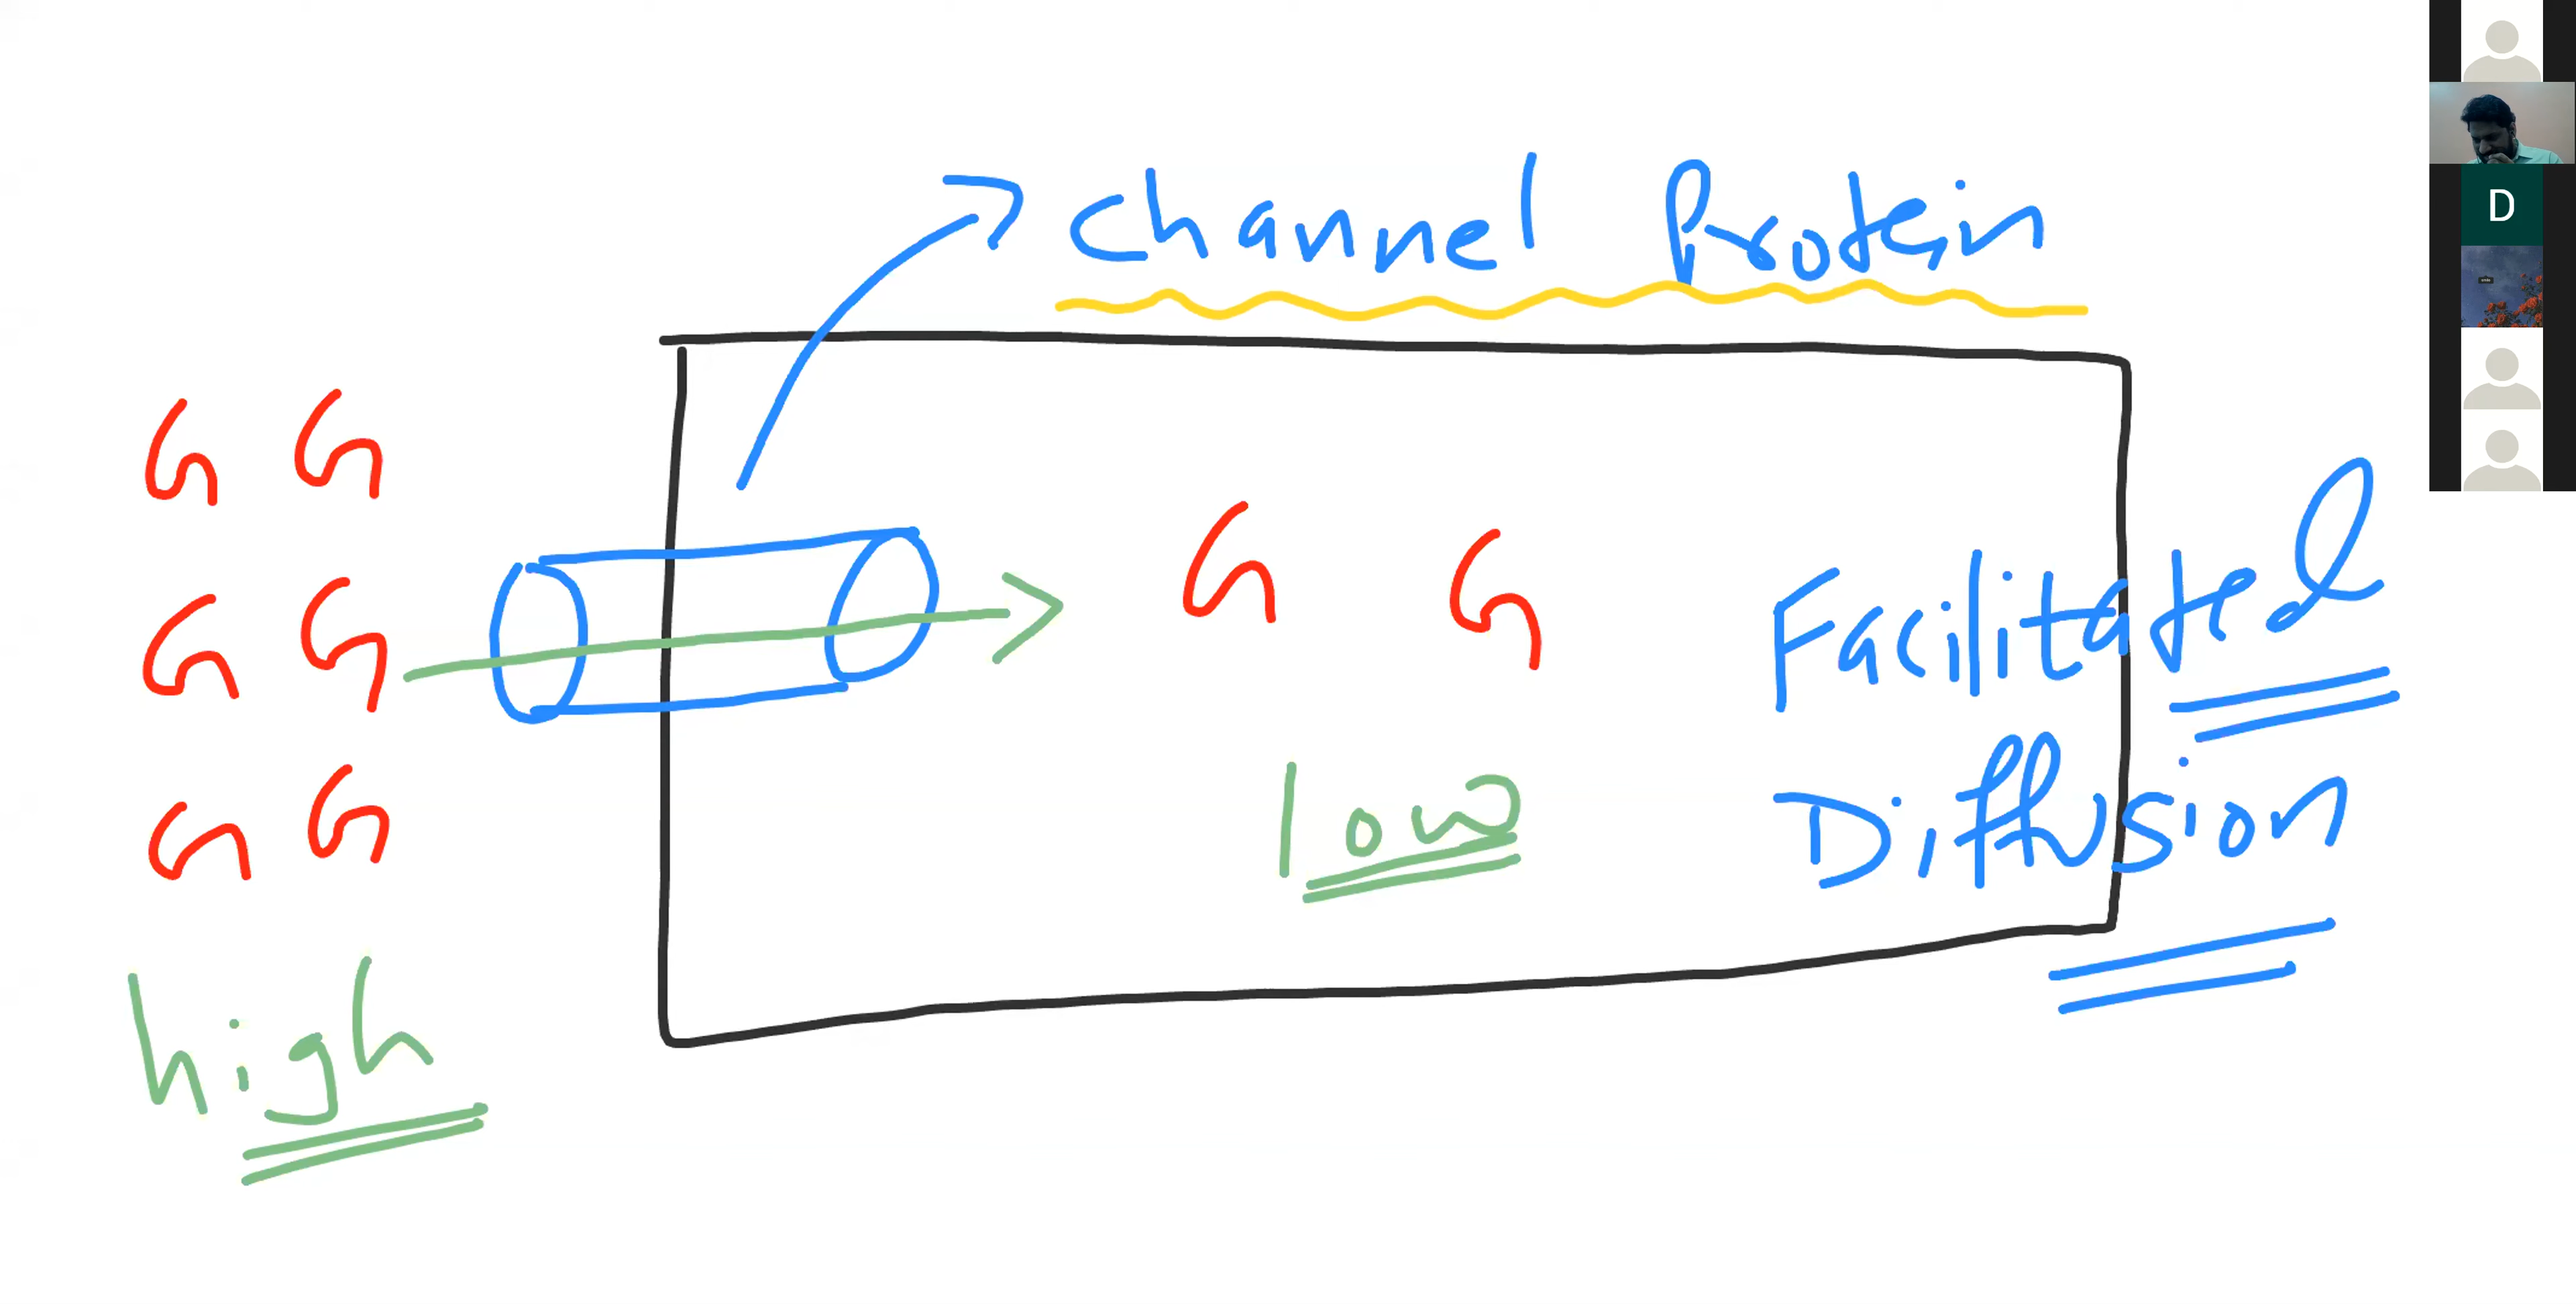 Channel Protein
D
G G
G G
G G
G G
Facilitated
Diffusion
low
high